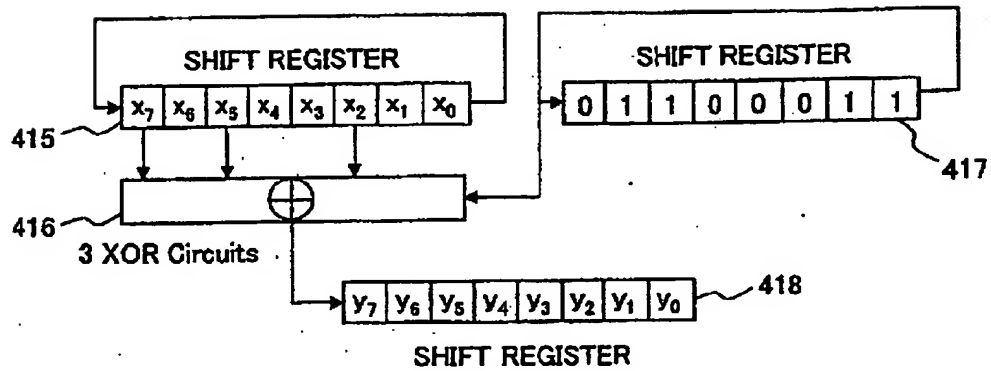 SHIFT REGISTER
SHIFT REGISTER
x7 x6 x5 x4 x3 x2 x1 x0
0 1 1 0 0 0 1 1
415
417
416
3 XOR Circuits
y7 y6 y5 y4 y3 y2 y1 y0
418
SHIFT REGISTER